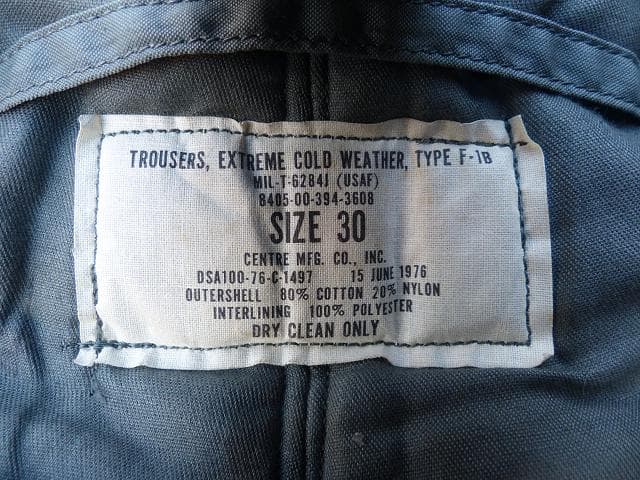 TROUSERS, EXTREME COLD WEATHER, TYPE F-1B
MIL-T-6284J (USAF)
8405-00-394-3608
SIZE 30
CENTRE MFG. CO., INC.
DSA100-76-C-1497 15 JUNE 1976
OUTERSHELL 80% COTTON 20% NYLON
INTERLINING 100% POLYESTER
DRY CLEAN ONLY